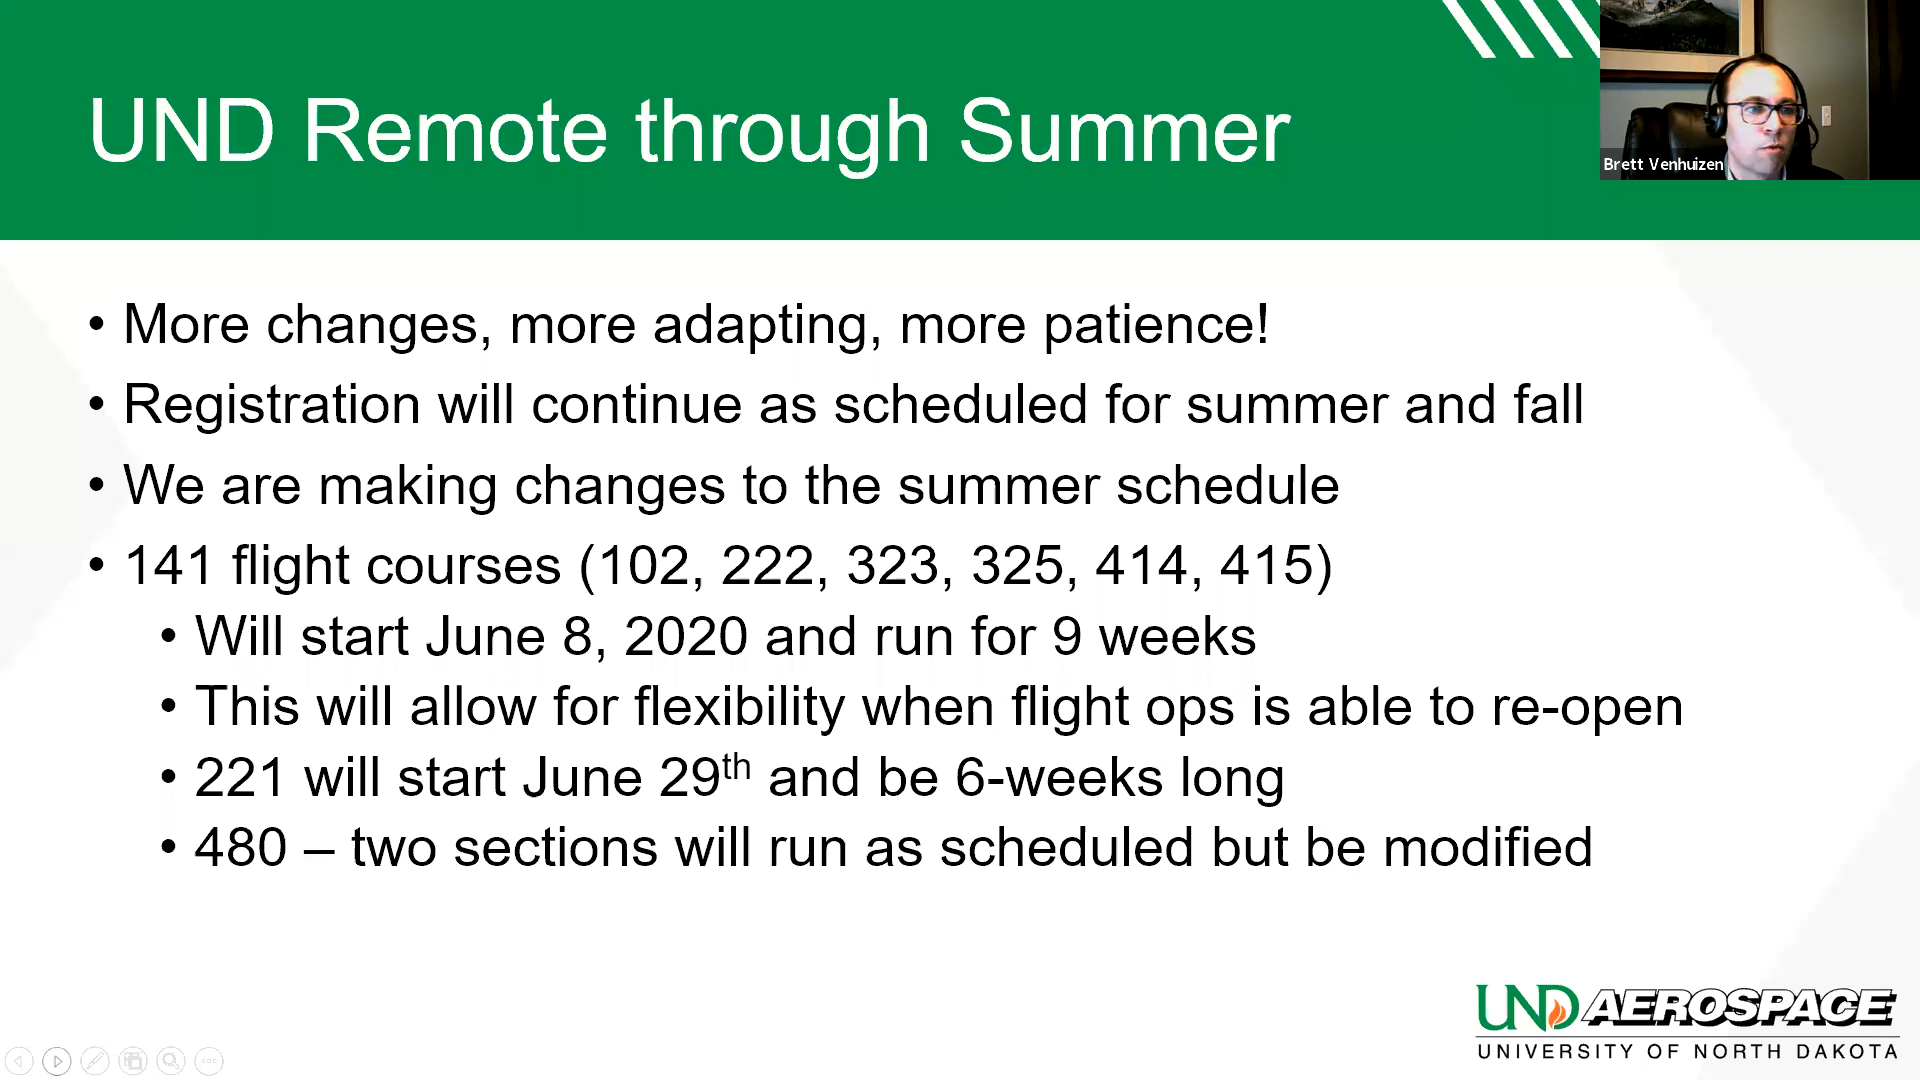 UND Remote through Summer
Brett Venhuizen
• More changes, more adapting, more patience!
• Registration will continue as scheduled for summer and fall
• We are making changes to the summer schedule
• 141 flight courses (102, 222, 323, 325, 414, 415)
• Will start June 8, 2020 and run for 9 weeks
• This will allow for flexibility when flight ops is able to re-open
• 221 will start June 29th and be 6-weeks long
• 480 – two sections will run as scheduled but be modified
UND AEROSPACE
UNIVERSITY OF NORTH DAKOTA